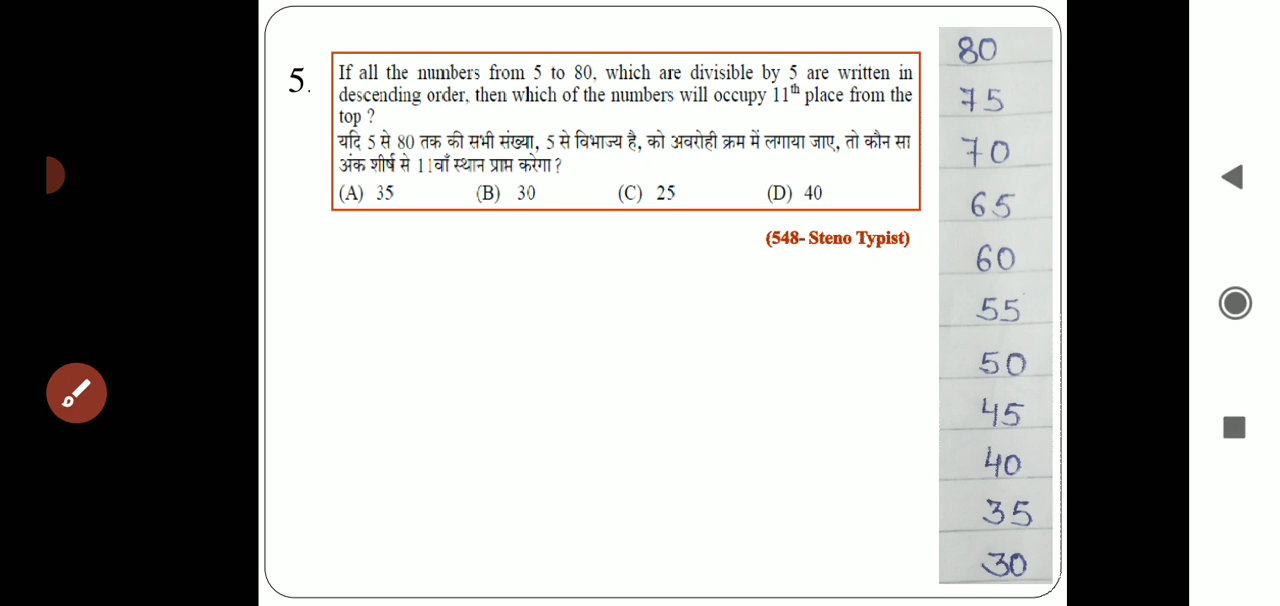 5.
If all the numbers from 5 to 80, which are divisible by 5 are written in
descending order, then which of the numbers will occupy 11th place from the
top ?
यदि 5 से 80 तक की सभी संख्या, 5 से विभाज्य है, को अवरोही क्रम में लगाया जाए, तो कौन सा
अंक शीर्ष से 11वाँ स्थान प्राप्त करेगा ?
(A) 35 (B) 30 (C) 25 (D) 40
(548- Steno Typist)
80
75
70
65
60
55
50
45
40
35
30